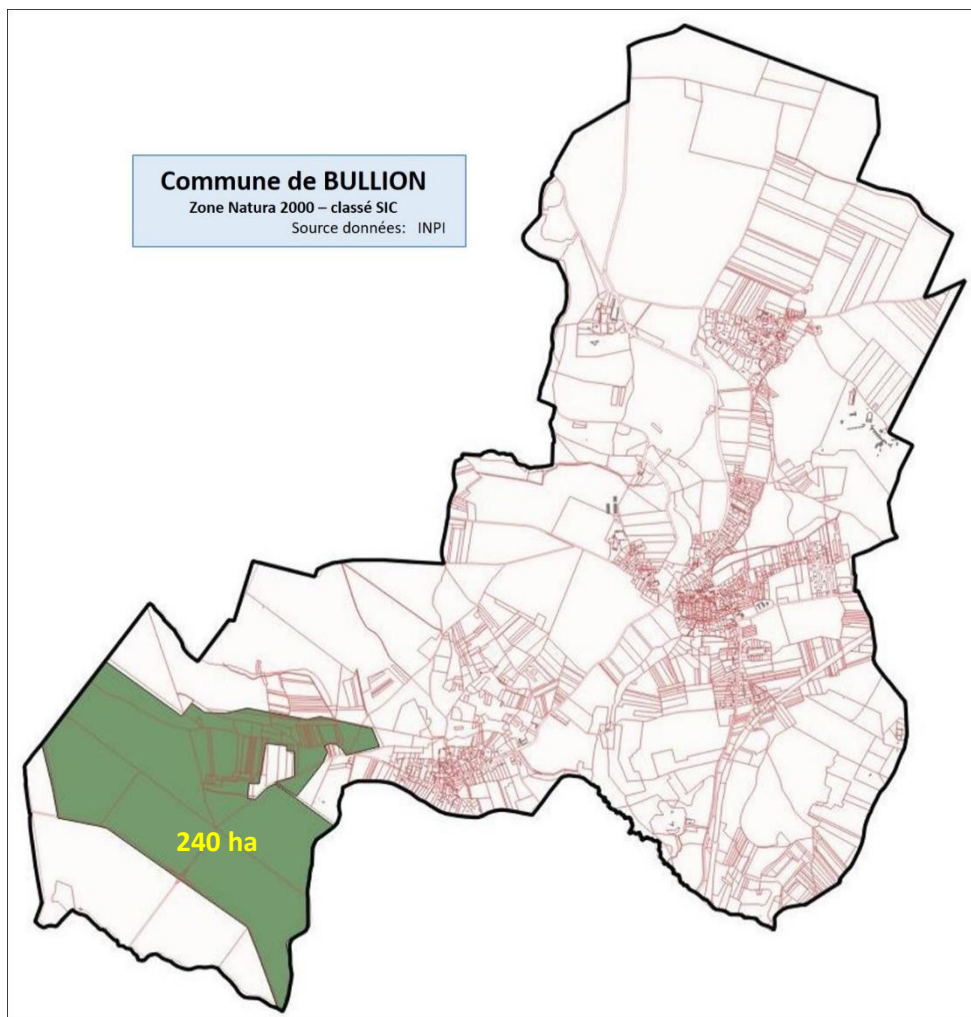 Commune de BULLION
Zone Natura 2000 – classé SIC
Source données: INPI
240 ha